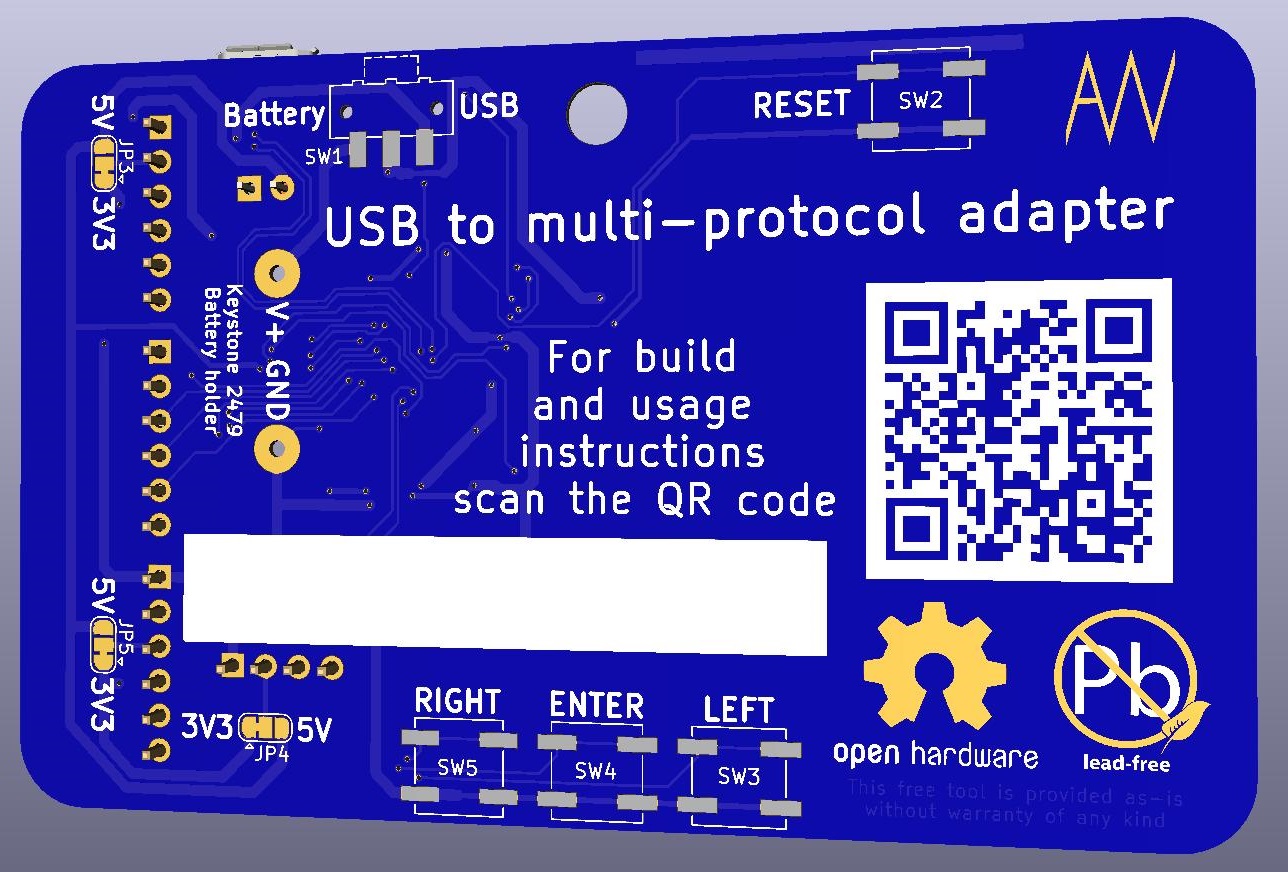 Battery
USB
SW1
RESET
SW2
AW
5V
JP3
3V3
USB to multi-protocol adapter
V+ GND
Keystone 2479
Battery holder
For build
and usage
instructions
scan the QR code
5V
JP5
3V3
3V3
5V
JP4
RIGHT
SW5
ENTER
SW4
LEFT
SW3
open hardware
Pb
lead-free
This free tool is provided as-is
without warranty of any kind